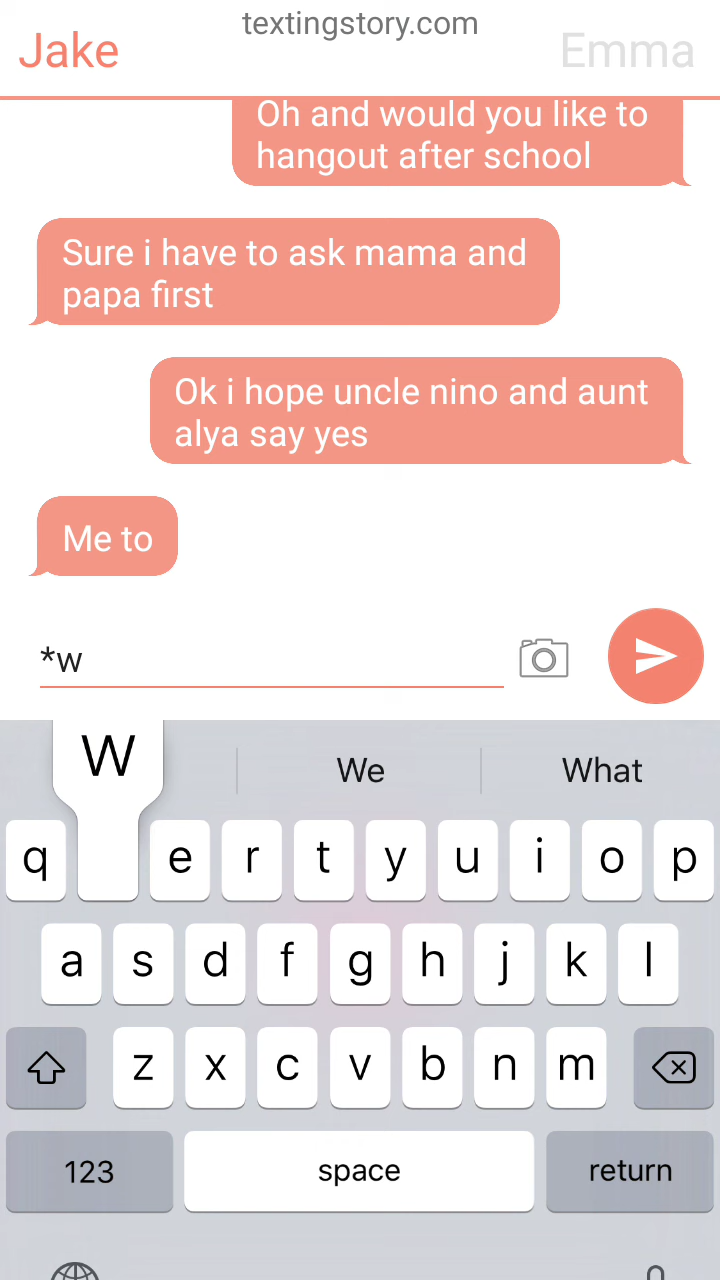 textingstory.com
Jake
Emma
Oh and would you like to
hangout after school
Sure i have to ask mama and
papa first
Ok i hope uncle nino and aunt
alya say yes
Me to
*w
W
We
What
q e r t y u i o p
a s d f g h j k l
z x c v b n m
123
space
return